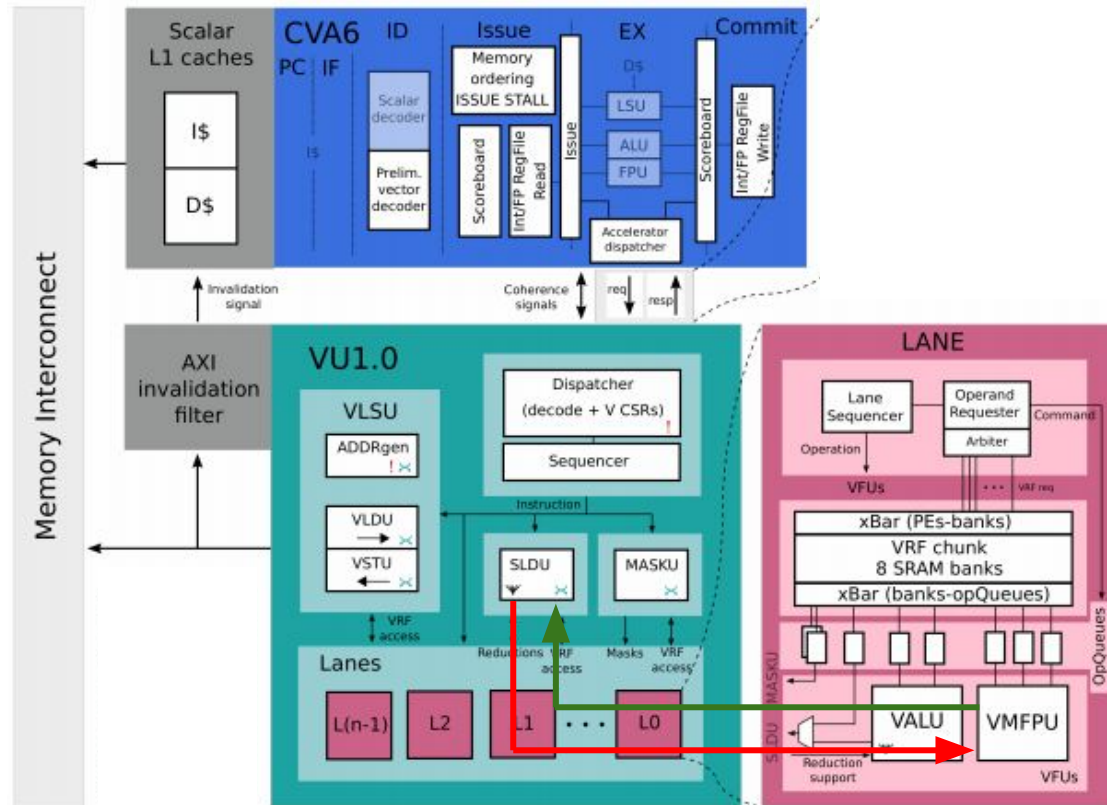 Memory Interconnect
Scalar
L1 caches
I$
D$
CVA6
PC
IF
I$
ID
Scalar
decoder
Prelim.
vector
decoder
Issue
Memory
ordering
ISSUE STALL
Scoreboard
Int/FP RegFile
Read
Issue
EX
D$
LSU
ALU
FPU
Accelerator
dispatcher
Commit
Scoreboard
Int/FP RegFile
Write
Invalidation
signal
Coherence
signals
req
resp
AXI
invalidation
filter
VU1.0
VLSU
ADDRgen
!
VLDU
VSTU
Dispatcher
(decode + V CSRs)
!
Sequencer
Instruction
SLDU
MASKU
VRF
access
Reductions
VRF
access
Masks
VRF
access
Lanes
L(n-1)
L2
L1
• • •
L0
LANE
Lane
Sequencer
Operand
Requester
Arbiter
Command
Operation
VFUs
• • •
VRF req
xBar (PEs-banks)
VRF chunk
8 SRAM banks
xBar (banks-opQueues)
OpQueues
MASKU
SLDU
VALU
VMFPU
Reduction
support
VFUs